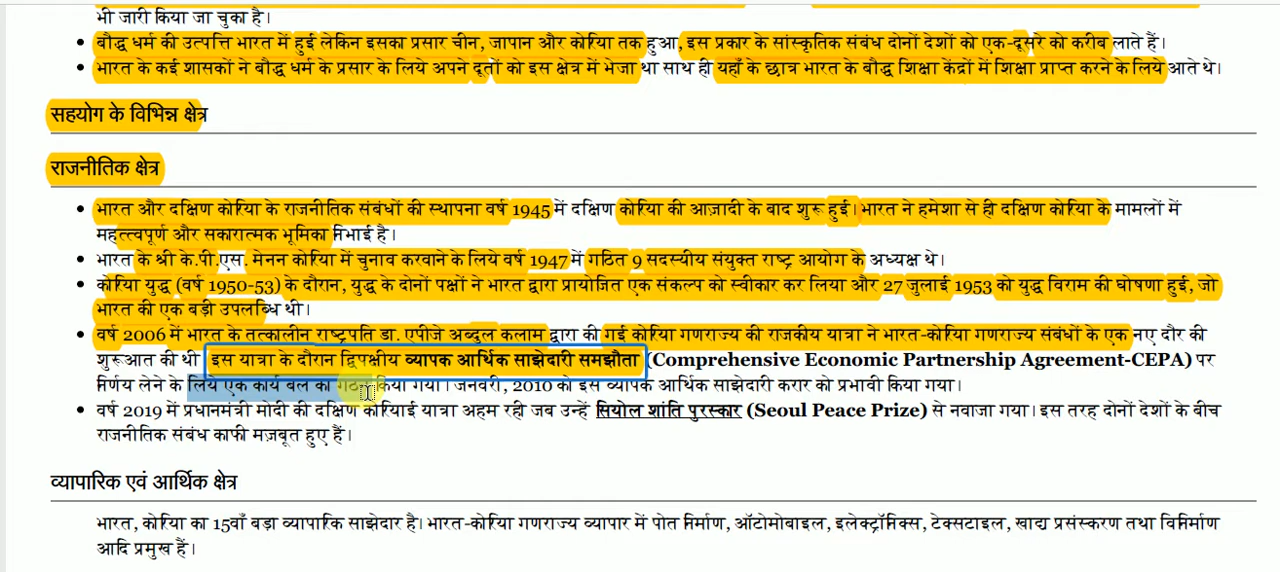 भी जारी किया जा चुका है।
• बौद्ध धर्म की उत्पत्ति भारत में हुई लेकिन इसका प्रसार चीन, जापान और कोरिया तक हुआ, इस प्रकार के सांस्कृतिक संबंध दोनों देशों को एक-दूसरे को करीब लाते हैं।
• भारत के कई शासकों ने बौद्ध धर्म के प्रसार के लिये अपने दूतों को इस क्षेत्र में भेजा था साथ ही यहाँ के छात्र भारत के बौद्ध शिक्षा केंद्रों में शिक्षा प्राप्त करने के लिये आते थे।
सहयोग के विभिन्न क्षेत्र
राजनीतिक क्षेत्र
• भारत और दक्षिण कोरिया के राजनीतिक संबंधों की स्थापना वर्ष 1945 में दक्षिण कोरिया की आज़ादी के बाद शुरू हुई। भारत ने हमेशा से ही दक्षिण कोरिया के मामलों में
महत्त्वपूर्ण और सकारात्मक भूमिका निभाई है।
• भारत के श्री के.पी.एस. मेनन कोरिया में चुनाव करवाने के लिये वर्ष 1947 में गठित 9 सदस्यीय संयुक्त राष्ट्र आयोग के अध्यक्ष थे।
• कोरिया युद्ध (वर्ष 1950-53) के दौरान, युद्ध के दोनों पक्षों ने भारत द्वारा प्रायोजित एक संकल्प को स्वीकार कर लिया और 27 जुलाई 1953 को युद्ध विराम की घोषणा हुई, जो
भारत की एक बड़ी उपलब्धि थी।
• वर्ष 2006 में भारत के तत्कालीन राष्ट्रपति डा. एपीजे अब्दुल कलाम द्वारा की गई कोरिया गणराज्य की राजकीय यात्रा ने भारत-कोरिया गणराज्य संबंधों के एक नए दौर की
शुरूआत की थी इस यात्रा के दौरान द्विपक्षीय व्यापक आर्थिक साझेदारी समझौता (Comprehensive Economic Partnership Agreement-CEPA) पर
निर्णय लेने के लिये एक कार्य बल का गठन किया गया। जनवरी, 2010 को इस व्यापक आर्थिक साझेदारी करार को प्रभावी किया गया।
• वर्ष 2019 में प्रधानमंत्री मोदी की दक्षिण कोरियाई यात्रा अहम रही जब उन्हें सियोल शांति पुरस्कार (Seoul Peace Prize) से नवाजा गया। इस तरह दोनों देशों के बीच
राजनीतिक संबंध काफी मज़बूत हुए हैं।
व्यापारिक एवं आर्थिक क्षेत्र
भारत, कोरिया का 15वाँ बड़ा व्यापारिक साझेदार है। भारत-कोरिया गणराज्य व्यापार में पोत निर्माण, ऑटोमोबाइल, इलेक्ट्रॉनिक्स, टेक्सटाइल, खाद्य प्रसंस्करण तथा विनिर्माण
आदि प्रमुख हैं।